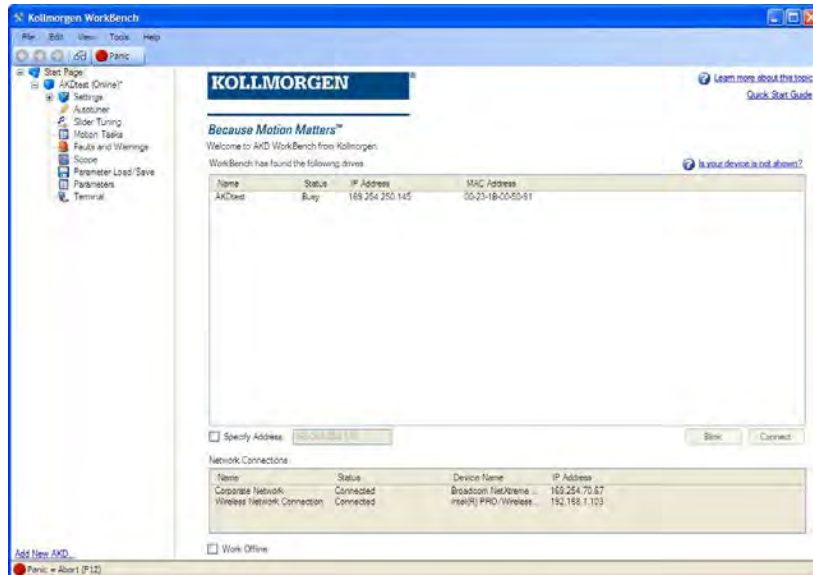 Kollmorgen WorkBench
File Edit View Tools Help
Panic
Start Page
AKDtest (Online)*
Settings
Autotuner
Slider Tuning
Motion Tasks
Faults and Warnings
Scope
Parameter Load/Save
Parameters
Terminal
Add New AKD...
KOLLMORGEN®
Because Motion Matters™
Welcome to AKD WorkBench from Kollmorgen.
Learn more about this topic
Quick Start Guide
WorkBench has found the following drives.
Is your device is not shown?
Name Status IP Address MAC Address
AKDtest Busy 169.254.250.145 00-23-1B-00-50-91
Specify Address
Blink Connect
Network Connections
Name Status Device Name IP Address
Corporate Network Connected Broadcom NetXtreme ... 169.254.70.67
Wireless Network Connection Connected Intel(R) PRO/Wireless... 192.168.1.103
Work Offline
Panic = Abort (F12)